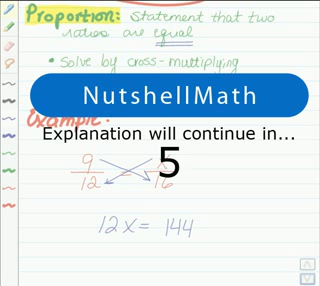 Proportion: Statement that two
ratios are equal
• Solve by cross-multiplying
NutshellMath
Example:
Explanation will continue in...
5
9
12 = 16
12x = 144